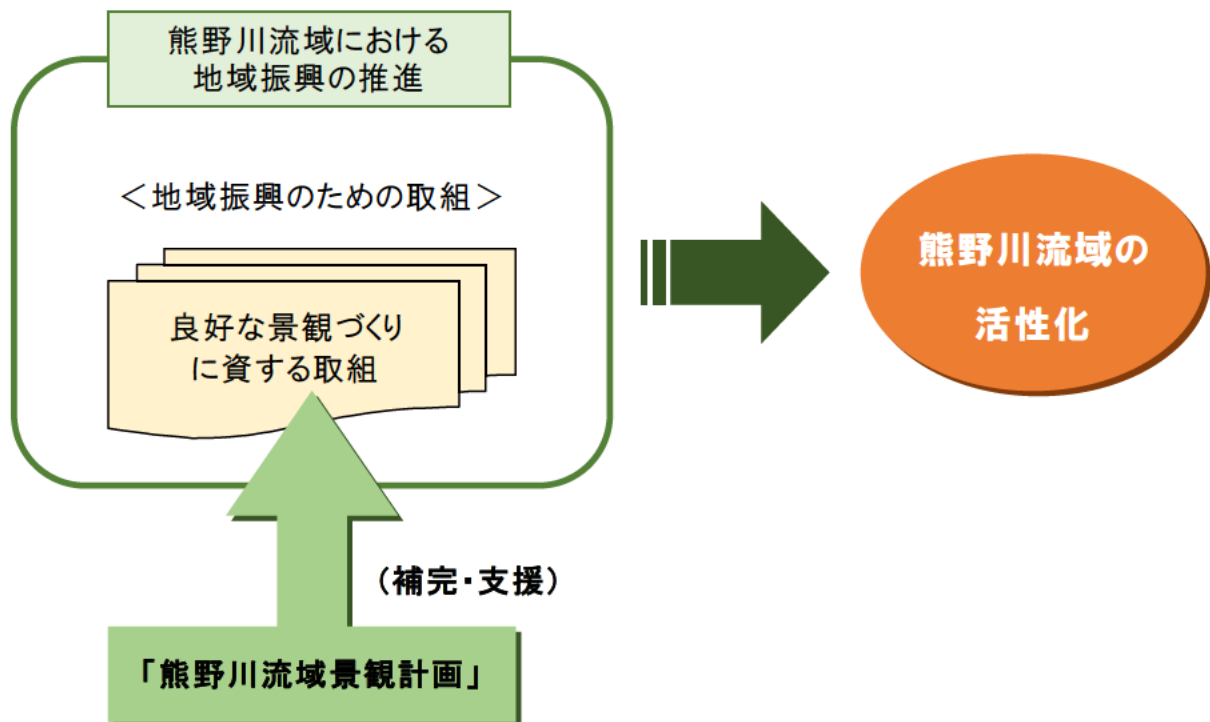 熊野川流域における
地域振興の推進
＜地域振興のための取組＞
良好な景観づくり
に資する取組
熊野川流域の
活性化
（補完・支援）
「熊野川流域景観計画」